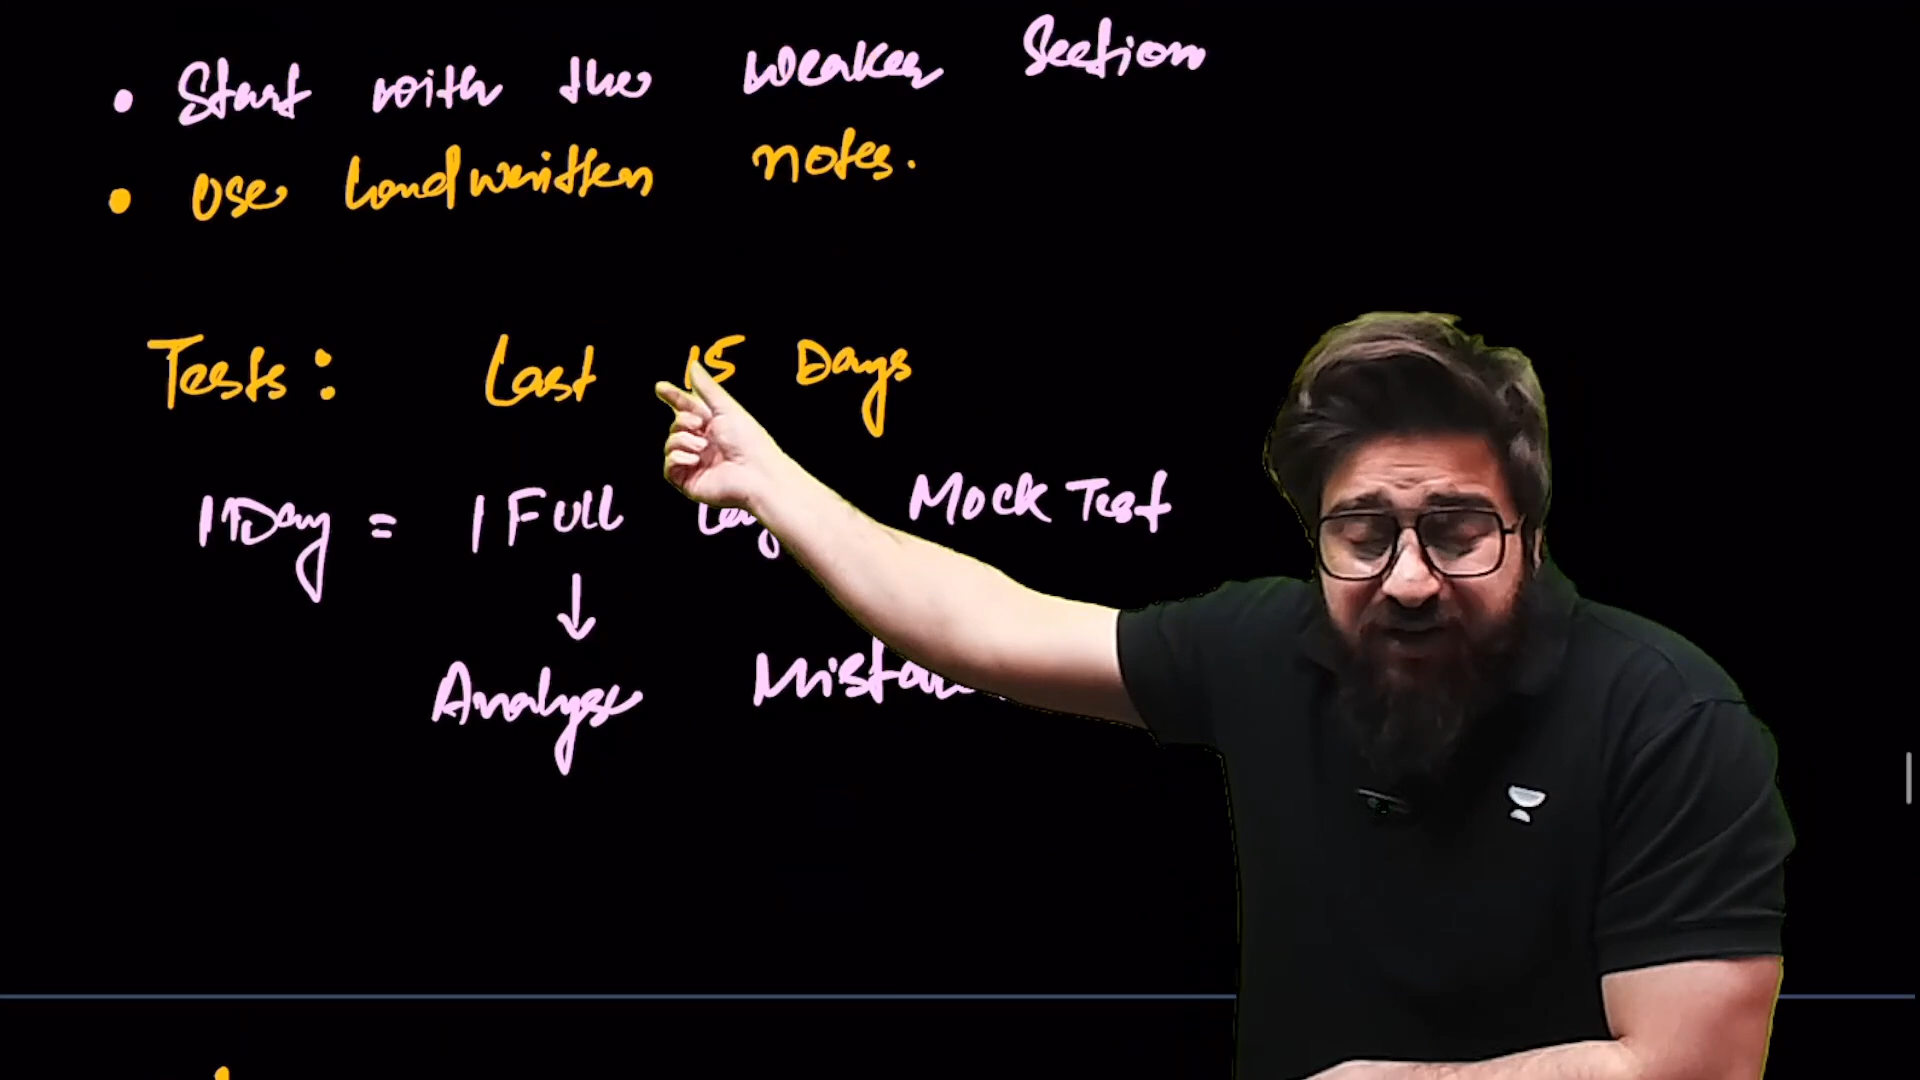 • Start with the weaker Section
• Use handwritten notes.
Tests: Last 15 Days
1 Day = 1 Full Mock Test
↓
Analyse